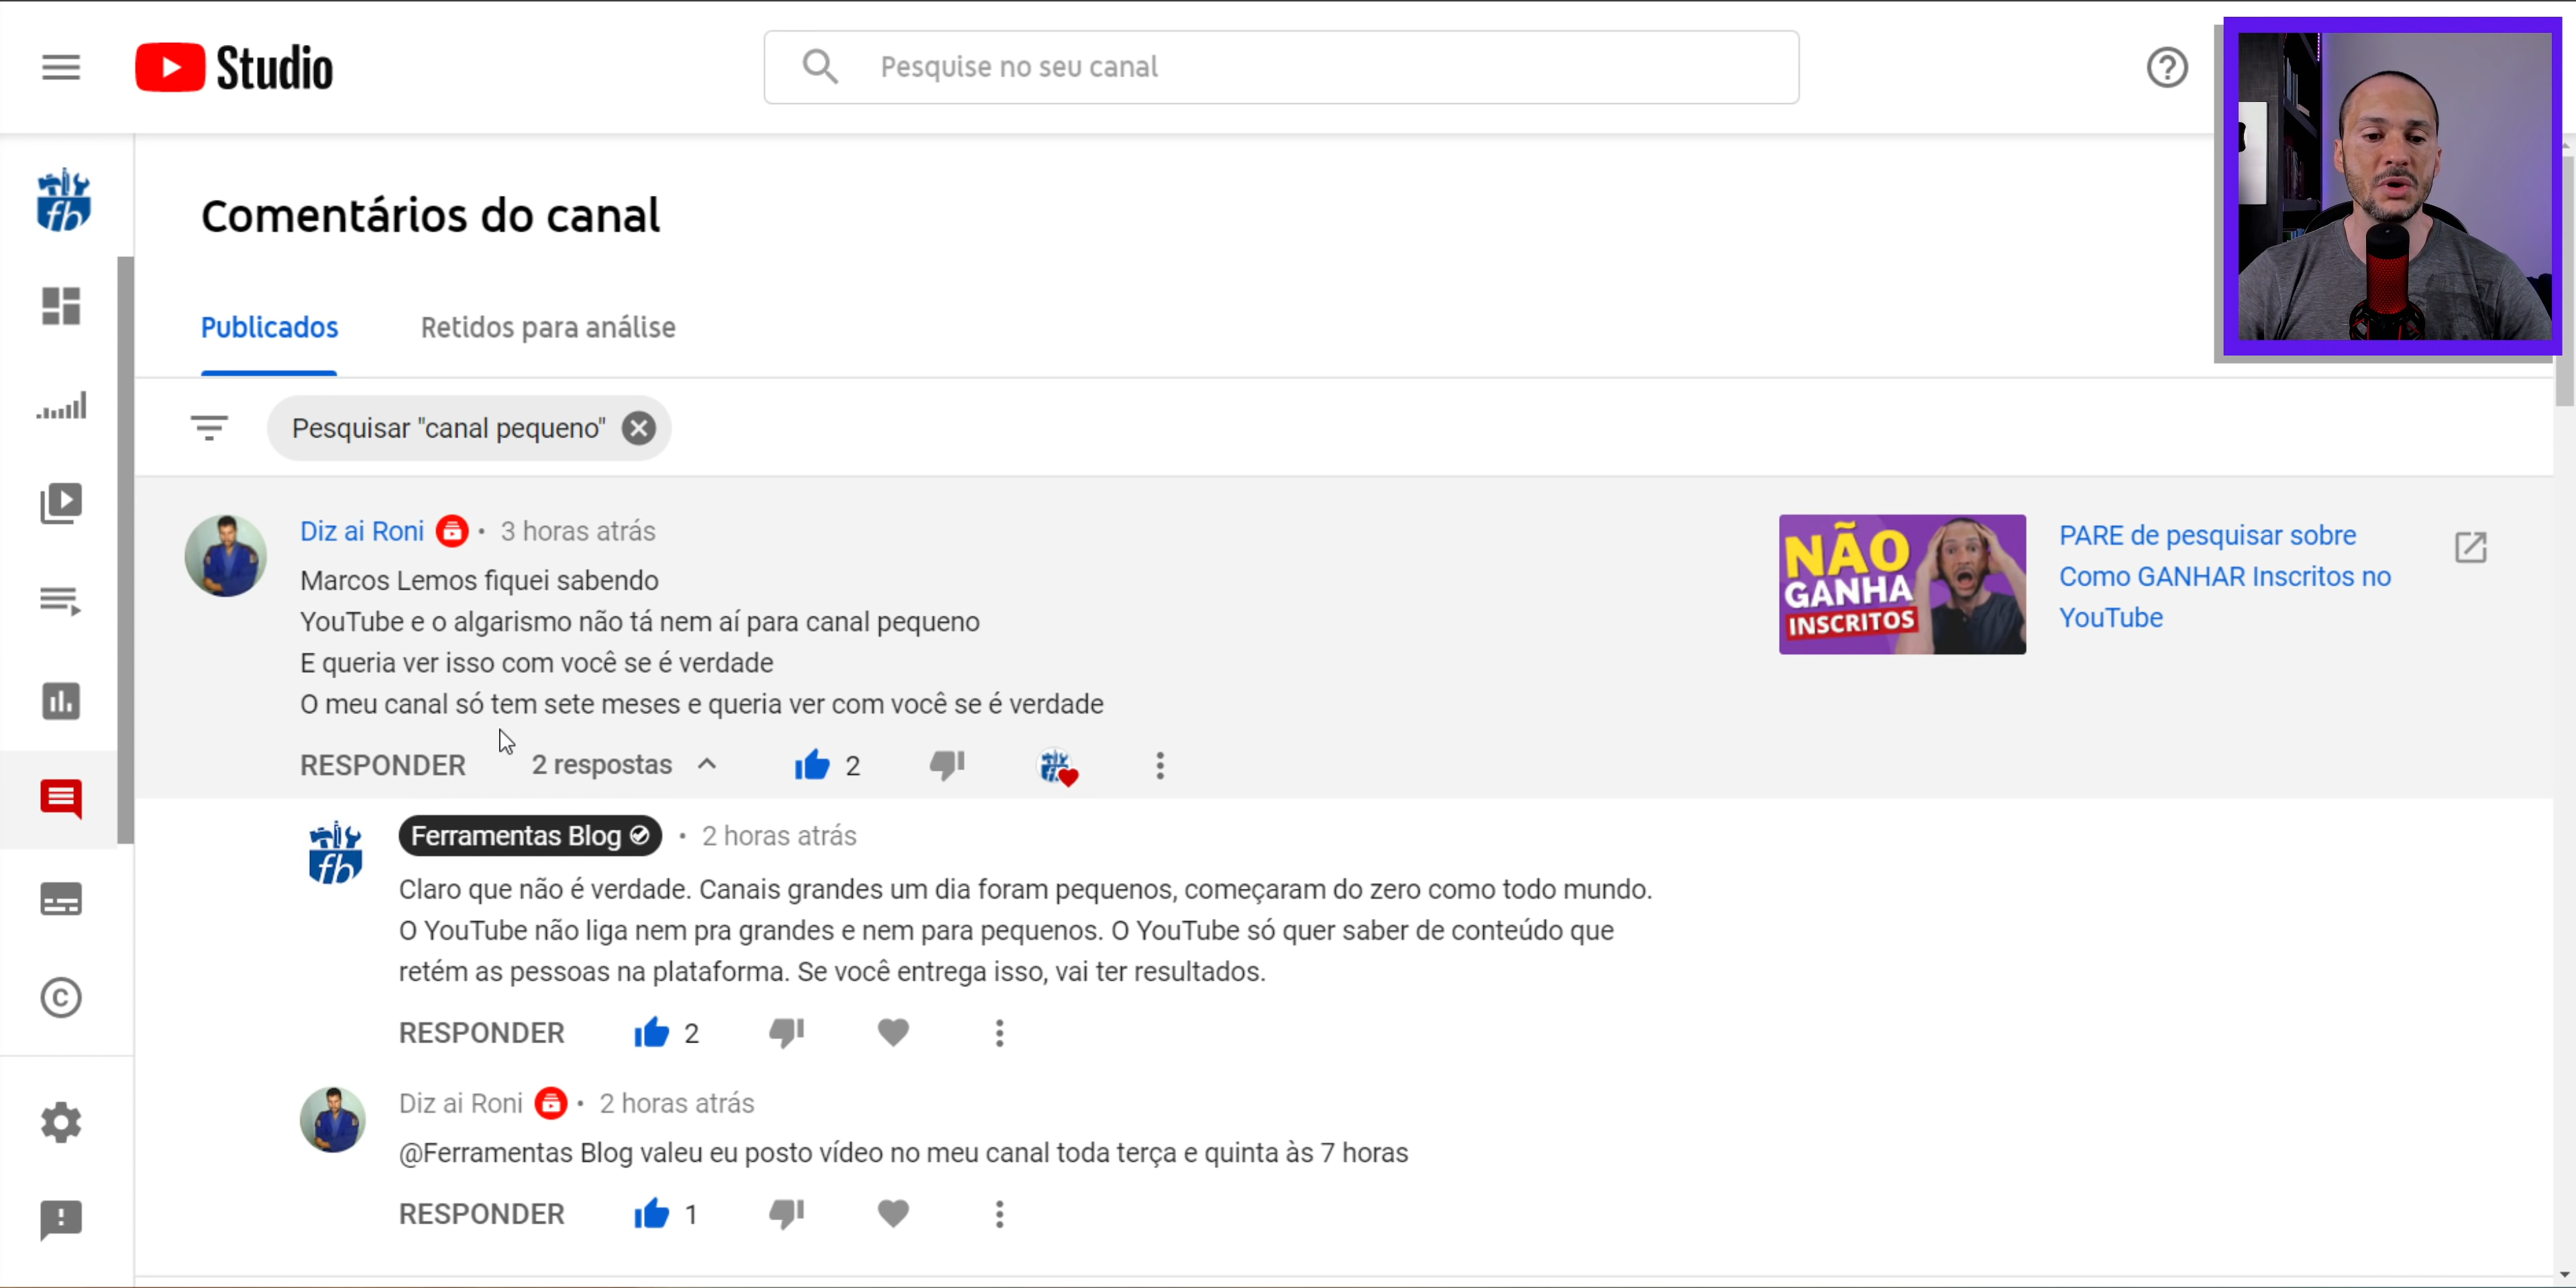 Studio
Pesquise no seu canal
fb
Comentários do canal
Publicados
Retidos para análise
Pesquisar "canal pequeno"
Diz ai Roni • 3 horas atrás
Marcos Lemos fiquei sabendo
YouTube e o algarismo não tá nem aí para canal pequeno
E queria ver isso com você se é verdade
O meu canal só tem sete meses e queria ver com você se é verdade
RESPONDER 2 respostas 2
NÃO
GANHA
INSCRITOS
PARE de pesquisar sobre
Como GANHAR Inscritos no
YouTube
fb
Ferramentas Blog • 2 horas atrás
Claro que não é verdade. Canais grandes um dia foram pequenos, começaram do zero como todo mundo.
O YouTube não liga nem pra grandes e nem para pequenos. O YouTube só quer saber de conteúdo que
retém as pessoas na plataforma. Se você entrega isso, vai ter resultados.
RESPONDER 2
Diz ai Roni • 2 horas atrás
@Ferramentas Blog valeu eu posto vídeo no meu canal toda terça e quinta às 7 horas
RESPONDER 1